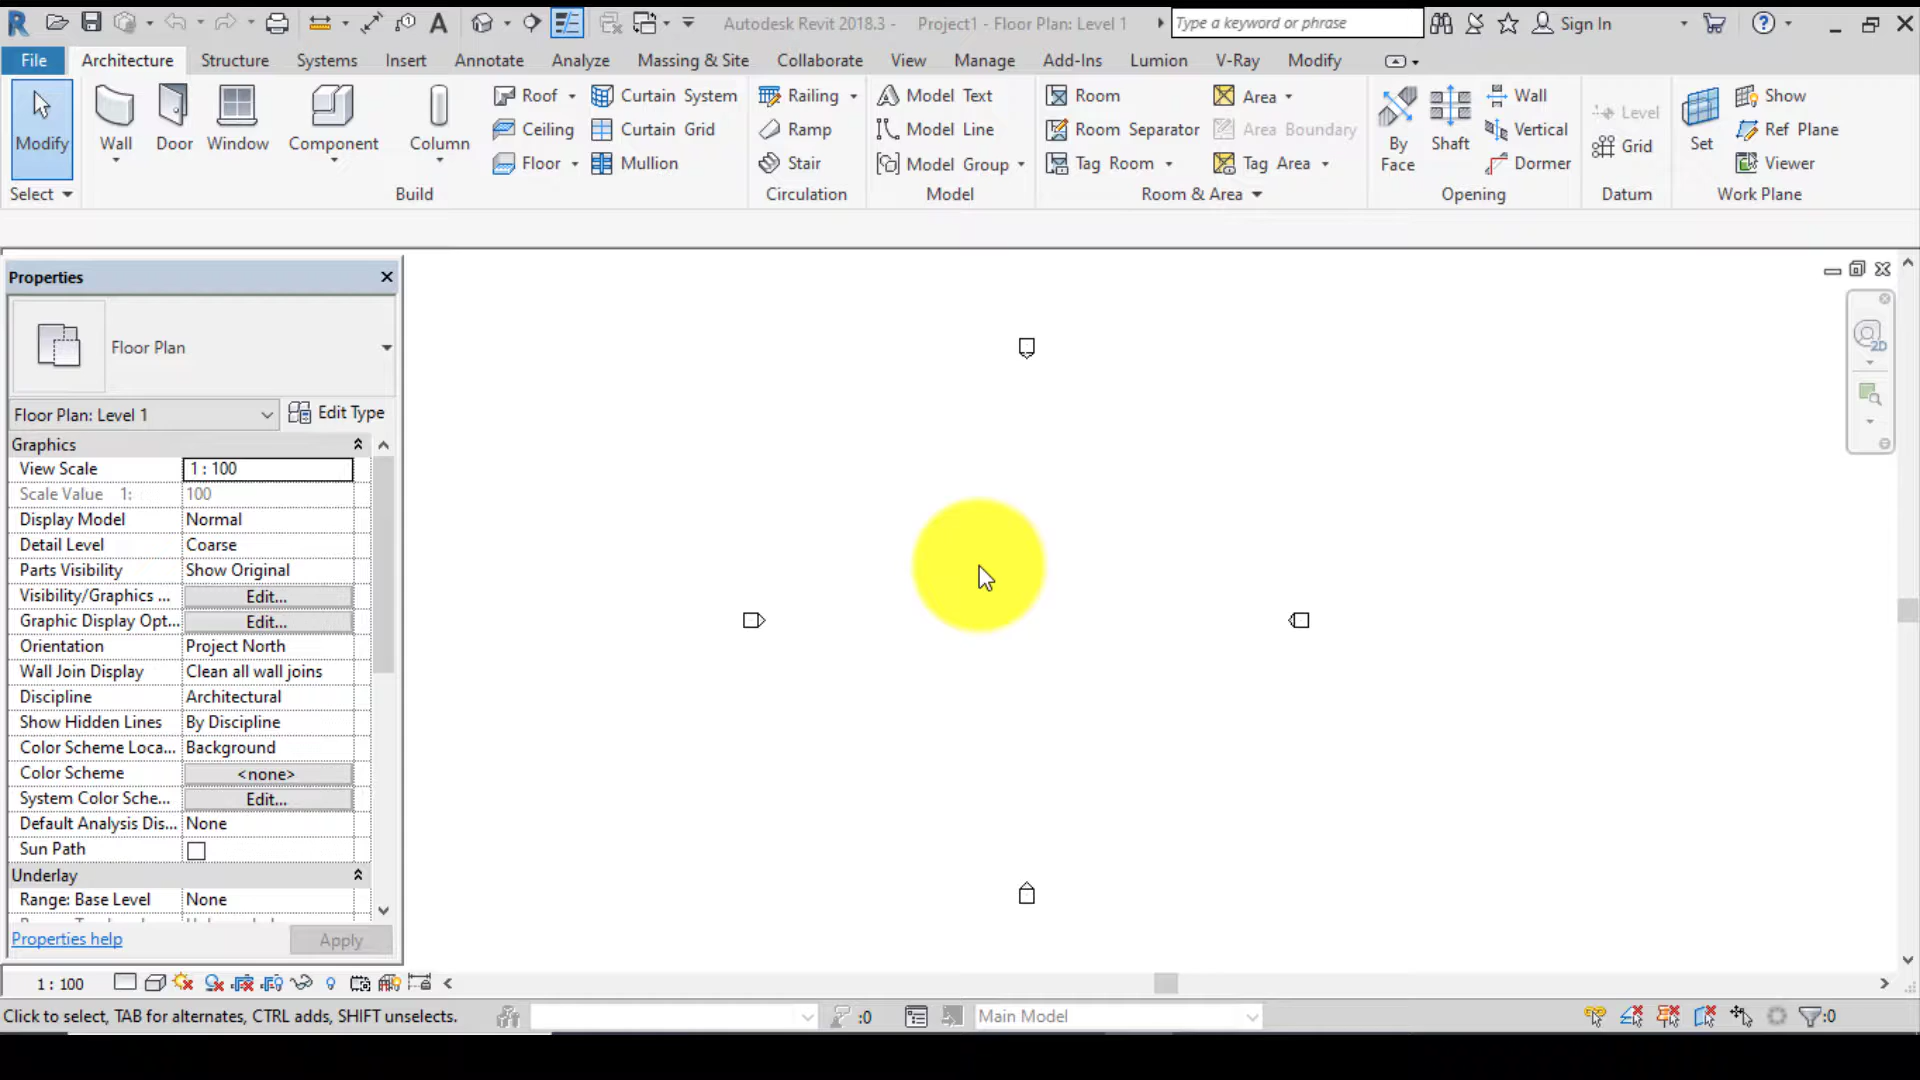 Autodesk Revit 2018.3 - Project1 - Floor Plan: Level 1 Type a keyword or phrase Sign In
File Architecture Structure Systems Insert Annotate Analyze Massing & Site Collaborate View Manage Add-Ins Lumion V-Ray Modify
Modify Wall Door Window Component Column
Roof Curtain System
Ceiling Curtain Grid
Floor Mullion
Railing
Ramp
Stair
Model Text
Model Line
Model Group
Room
Room Separator
Tag Room
Area
Area Boundary
Tag Area
By Face
Shaft
Wall
Vertical
Dormer
Level
Grid
Set
Show
Ref Plane
Viewer
Select Build Circulation Model Room & Area Opening Datum Work Plane
Properties
Floor Plan
Floor Plan: Level 1 Edit Type
Graphics
View Scale 1 : 100
Scale Value 1: 100
Display Model Normal
Detail Level Coarse
Parts Visibility Show Original
Visibility/Graphics ... Edit...
Graphic Display Opt... Edit...
Orientation Project North
Wall Join Display Clean all wall joins
Discipline Architectural
Show Hidden Lines By Discipline
Color Scheme Loca... Background
Color Scheme <none>
System Color Sche... Edit...
Default Analysis Dis... None
Sun Path
Underlay
Range: Base Level None
Properties help Apply
2D
1 : 100
Click to select, TAB for alternates, CTRL adds, SHIFT unselects. :0 Main Model :0